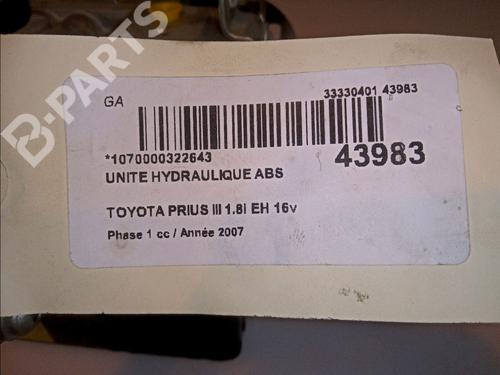 B-PARTS
GA
33330401 43983
*1070000322643
43983
UNITE HYDRAULIQUE ABS
TOYOTA PRIUS III 1.8i EH 16v
Phase 1 cc / Année 2007